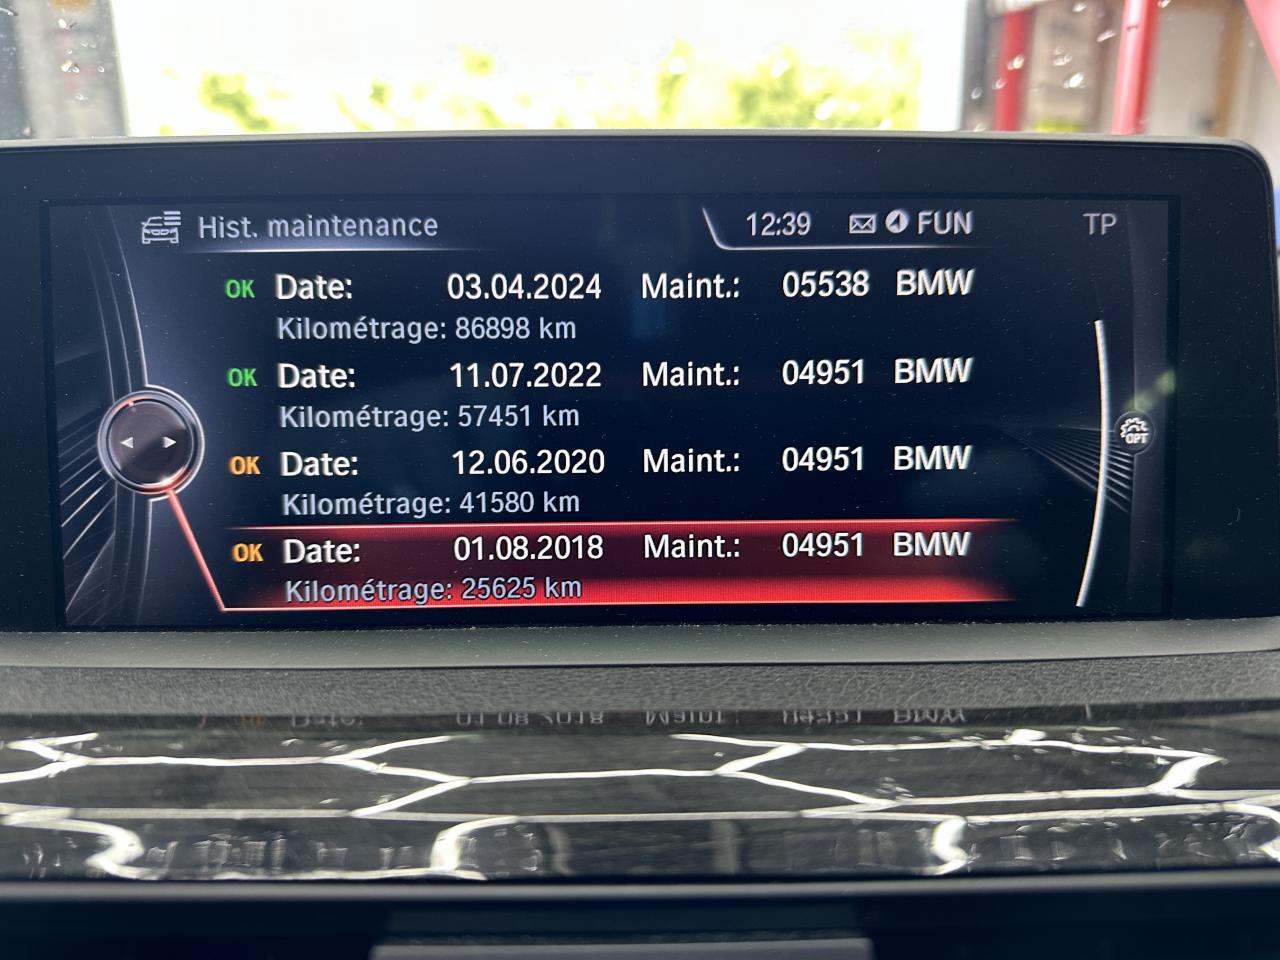 Hist. maintenance 12:39 FUN TP
OK Date: 03.04.2024 Maint.: 05538 BMW
Kilométrage: 86898 km
OK Date: 11.07.2022 Maint.: 04951 BMW
Kilométrage: 57451 km
OK Date: 12.06.2020 Maint.: 04951 BMW
Kilométrage: 41580 km
OPT
OK Date: 01.08.2018 Maint.: 04951 BMW
Kilométrage: 25625 km